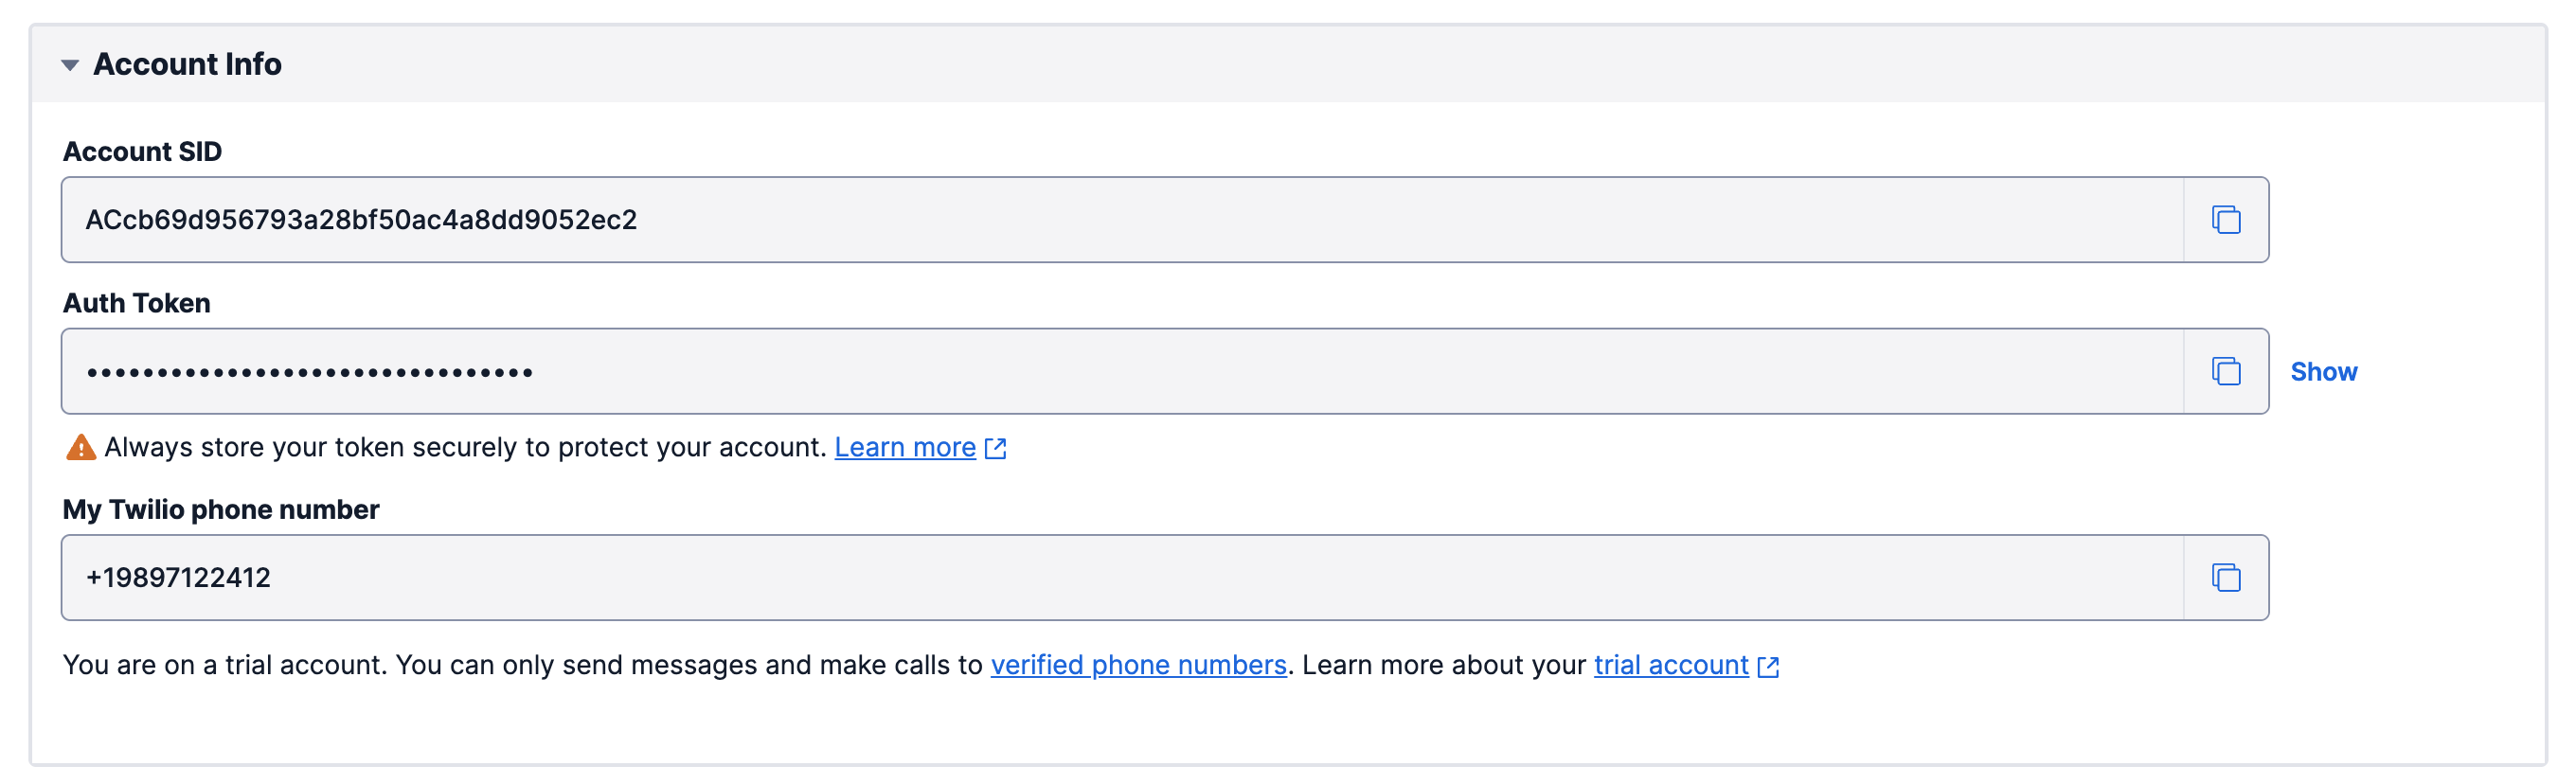 Account Info
Account SID
ACcb69d956793a28bf50ac4a8dd9052ec2
Auth Token
••••••••••••••••••••••••••••••••
Show
Always store your token securely to protect your account. Learn more
My Twilio phone number
+19897122412
You are on a trial account. You can only send messages and make calls to verified phone numbers. Learn more about your trial account